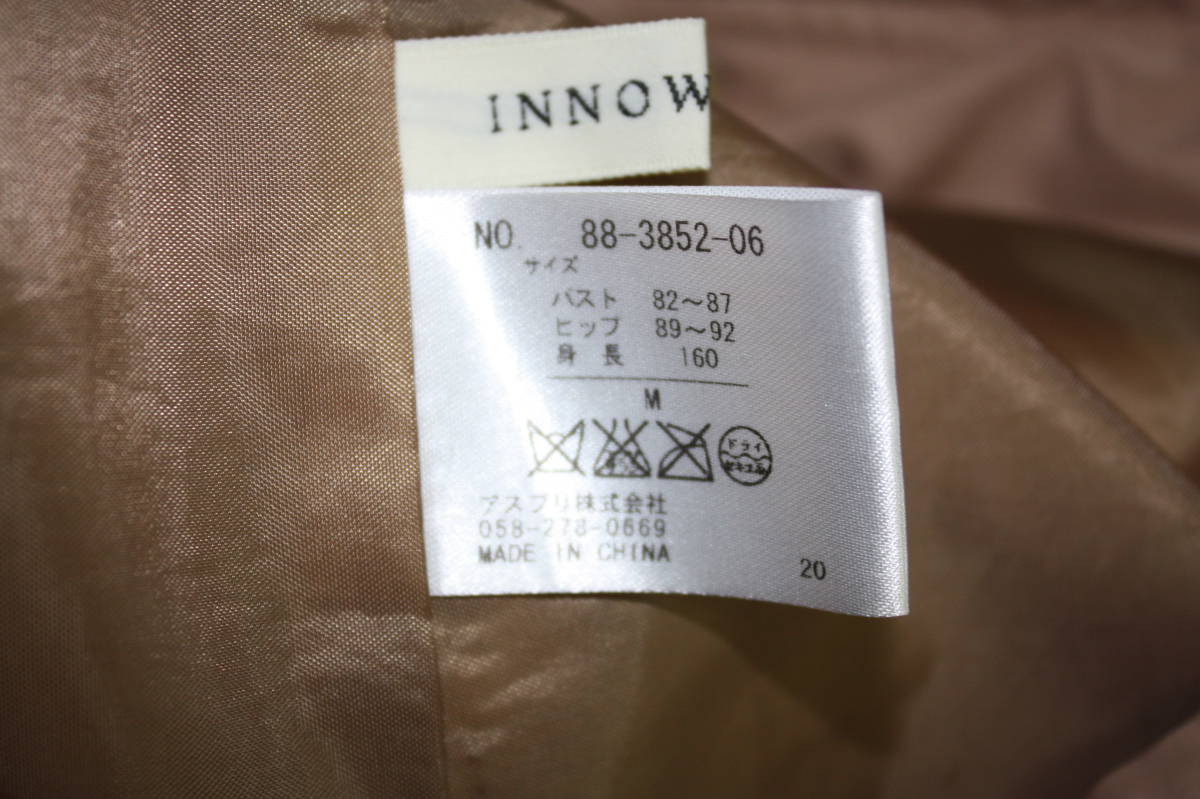 INNOW
NO. 88-3852-06
サイズ
バスト 82～87
ヒップ 89～92
身長 160
M
ドライ
セキユ系
アスプリ株式会社
058-278-0669
MADE IN CHINA
20